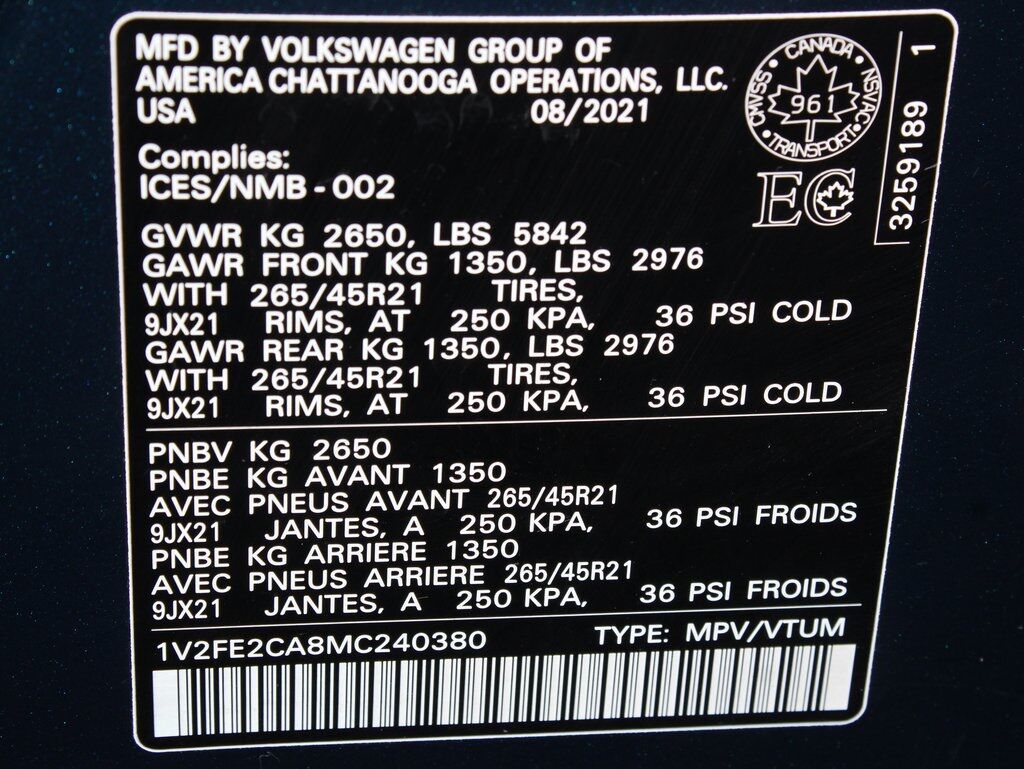 MFD BY VOLKSWAGEN GROUP OF
AMERICA CHATTANOOGA OPERATIONS, LLC.
USA 08/2021
CANADA
CMVSS 961 NSVAC
TRANSPORT
3259189 1
Complies:
ICES/NMB - 002
EC
GVWR KG 2650, LBS 5842
GAWR FRONT KG 1350, LBS 2976
WITH 265/45R21 TIRES,
9JX21 RIMS, AT 250 KPA, 36 PSI COLD
GAWR REAR KG 1350, LBS 2976
WITH 265/45R21 TIRES,
9JX21 RIMS, AT 250 KPA, 36 PSI COLD
PNBV KG 2650
PNBE KG AVANT 1350
AVEC PNEUS AVANT 265/45R21
9JX21 JANTES, A 250 KPA, 36 PSI FROIDS
PNBE KG ARRIERE 1350
AVEC PNEUS ARRIERE 265/45R21
9JX21 JANTES, A 250 KPA, 36 PSI FROIDS
1V2FE2CA8MC240380 TYPE: MPV/VTUM